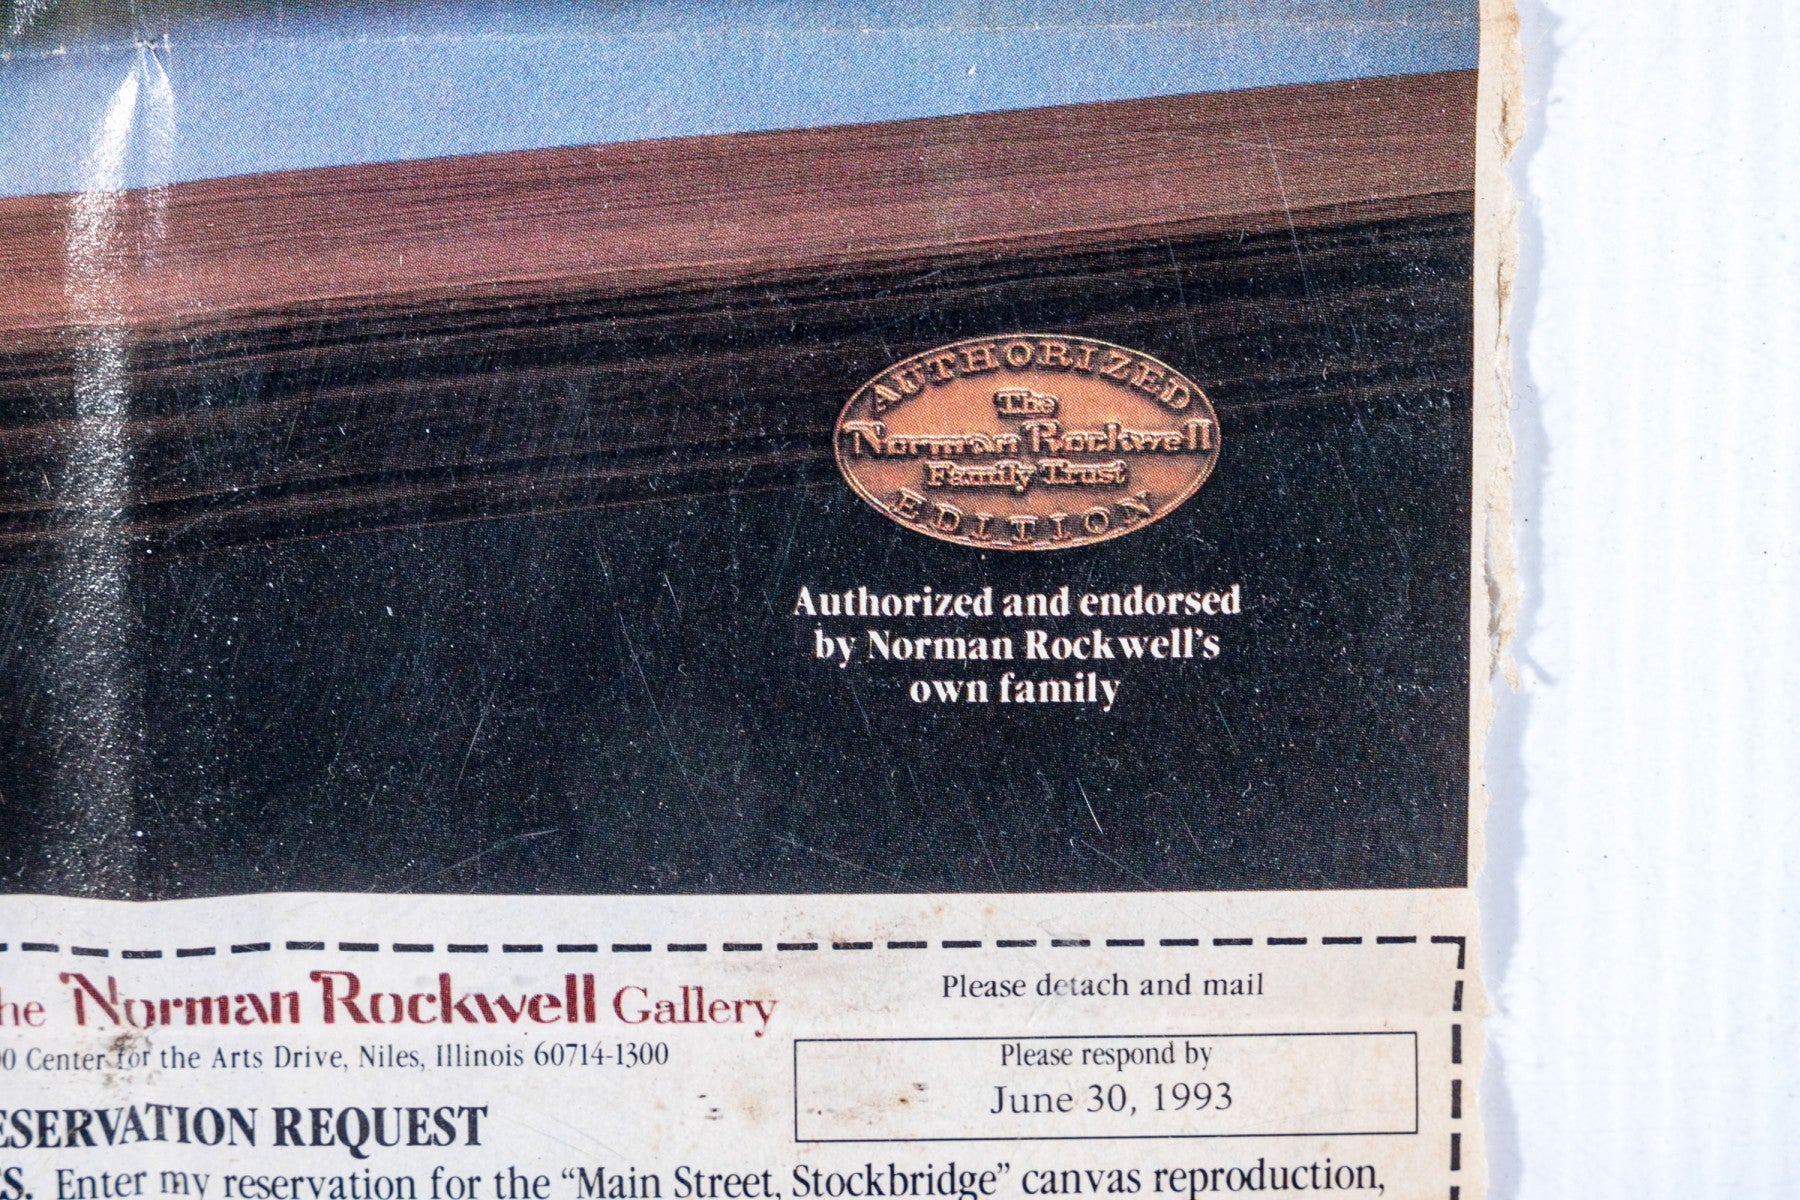 AUTHORIZED
The
Norman Rockwell
Family Trust
EDITION
Authorized and endorsed
by Norman Rockwell's
own family
Norman Rockwell Gallery
Please detach and mail
Center for the Arts Drive, Niles, Illinois 60714-1300
Please respond by
June 30, 1993
REQUEST
Enter my reservation for the “Main Street, Stockbridge” canvas reproduction,